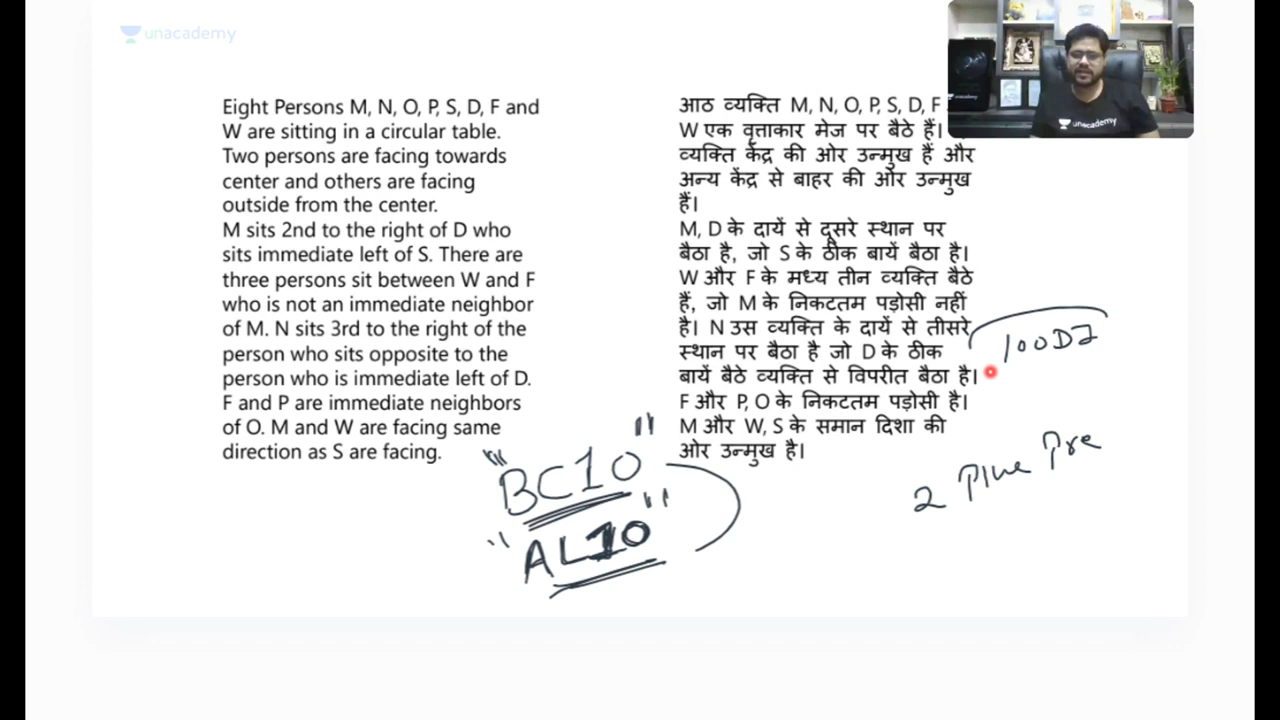 unacademy
Eight Persons M, N, O, P, S, D, F and
W are sitting in a circular table.
Two persons are facing towards
center and others are facing
outside from the center.
M sits 2nd to the right of D who
sits immediate left of S. There are
three persons sit between W and F
who is not an immediate neighbor
of M. N sits 3rd to the right of the
person who sits opposite to the
person who is immediate left of D.
F and P are immediate neighbors
of O. M and W are facing same
direction as S are facing.
आठ व्यक्ति M, N, O, P, S, D, F
W एक वृत्ताकार मेज पर बैठे हैं।
व्यक्ति केंद्र की ओर उन्मुख हैं और
अन्य केंद्र से बाहर की ओर उन्मुख
हैं।
M, D के दायें से दूसरे स्थान पर
बैठा है, जो S के ठीक बायें बैठा है।
W और F के मध्य तीन व्यक्ति बैठे
हैं, जो M के निकटतम पड़ोसी नहीं
है। N उस व्यक्ति के दायें से तीसरे
स्थान पर बैठा है जो D के ठीक
बायें बैठे व्यक्ति से विपरीत बैठा है।
F और P, O के निकटतम पड़ोसी है।
M और W, S के समान दिशा की
ओर उन्मुख है।
"BC10"
"AL10"
unacademy